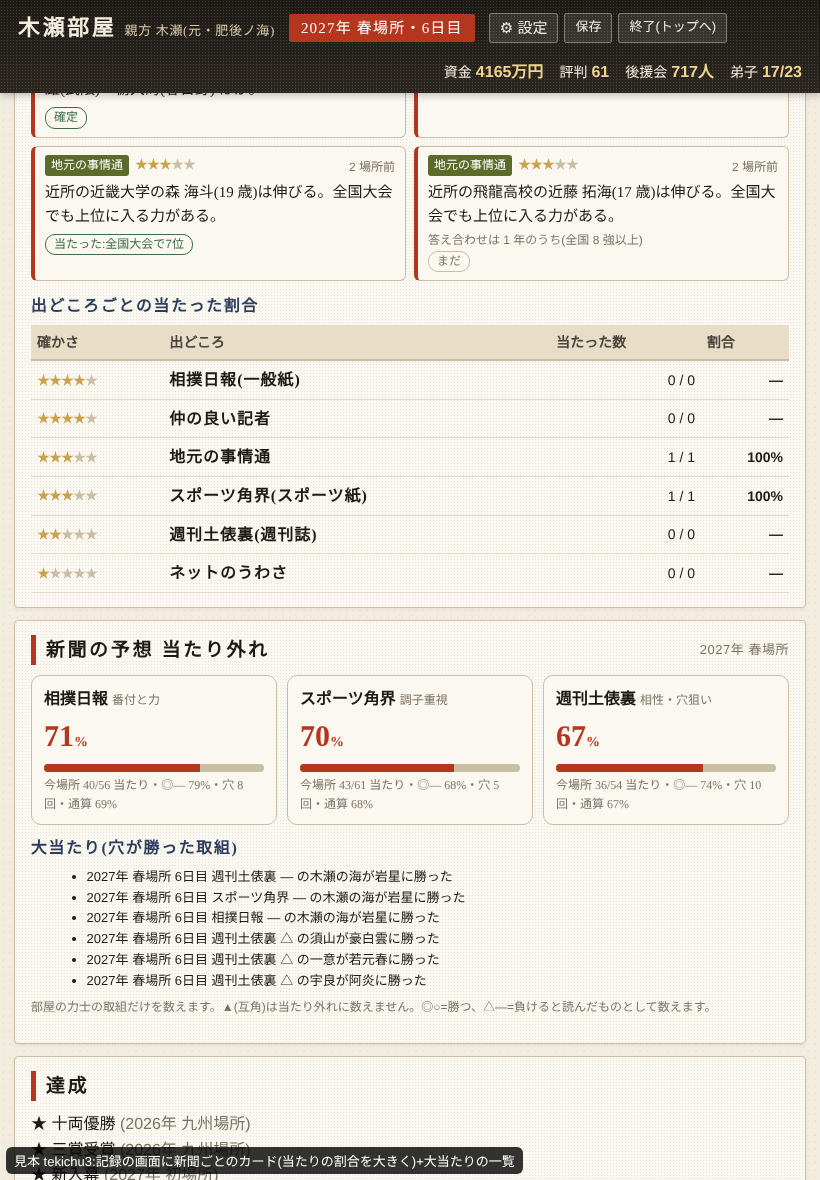 木瀬部屋 親方 木瀬(元・肥後ノ海) 2027年 春場所・6日目 ⚙ 設定 保存 終了(トップへ)
資金 4165万円 評判 61 後援会 717人 弟子 17/23
確定
地元の事情通 ★★★★★ 2 場所前
近所の近畿大学の森 海斗(19 歳)は伸びる。全国大会
でも上位に入る力がある。
当たった:全国大会で7位
地元の事情通 ★★★★★ 2 場所前
近所の飛龍高校の近藤 拓海(17 歳)は伸びる。全国大
会でも上位に入る力がある。
答え合わせは 1 年のうち(全国 8 強以上)
まだ
出どころごとの当たった割合
確かさ 出どころ 当たった数 割合
★★★★★ 相撲日報(一般紙) 0 / 0 —
★★★★★ 仲の良い記者 0 / 0 —
★★★★★ 地元の事情通 1 / 1 100%
★★★★★ スポーツ角界(スポーツ紙) 1 / 1 100%
★★★★★ 週刊土俵裏(週刊誌) 0 / 0 —
★★★★★ ネットのうわさ 0 / 0 —
新聞の予想 当たり外れ 2027年 春場所
相撲日報 番付と力
71%
今場所 40/56 当たり・◎— 79%・穴 8
回・通算 69%
スポーツ角界 調子重視
70%
今場所 43/61 当たり・◎— 68%・穴 5
回・通算 68%
週刊土俵裏 相性・穴狙い
67%
今場所 36/54 当たり・◎— 74%・穴 10
回・通算 67%
大当たり(穴が勝った取組)
• 2027年 春場所 6日目 週刊土俵裏 — の木瀬の海が岩星に勝った
• 2027年 春場所 6日目 スポーツ角界 — の木瀬の海が岩星に勝った
• 2027年 春場所 6日目 相撲日報 — の木瀬の海が岩星に勝った
• 2027年 春場所 6日目 週刊土俵裏 △ の須山が豪白雲に勝った
• 2027年 春場所 6日目 週刊土俵裏 △ の一意が若元春に勝った
• 2027年 春場所 6日目 週刊土俵裏 △ の宇良が阿炎に勝った
部屋の力士の取組だけを数えます。▲(互角)は当たり外れに数えません。◎○=勝つ、△—=負けると読んだものとして数えます。
達成
★ 十両優勝 (2026年 九州場所)
★ 三賞受賞 (2026年 九州場所)
★ 新入幕 (2027年 初場所)
見本 tekichu3:記録の画面に新聞ごとのカード(当たりの割合を大きく)+大当たりの一覧